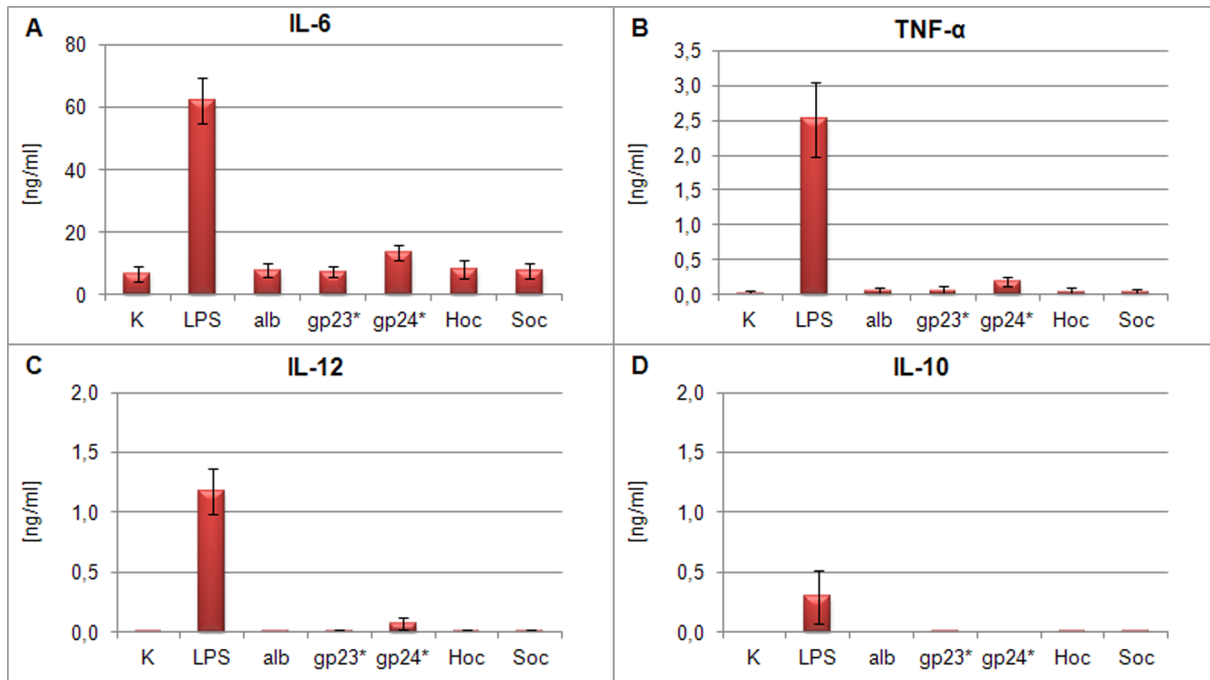 A
IL-6
[ng/ml]
80
60
40
20
0
K LPS alb gp23* gp24* Hoc Soc
B
TNF-α
[ng/ml]
3,5
3,0
2,5
2,0
1,5
1,0
0,5
0,0
K LPS alb gp23* gp24* Hoc Soc
C
IL-12
[ng/ml]
2,0
1,5
1,0
0,5
0,0
K LPS alb gp23* gp24* Hoc Soc
D
IL-10
[ng/ml]
2,0
1,5
1,0
0,5
0,0
K LPS alb gp23* gp24* Hoc Soc